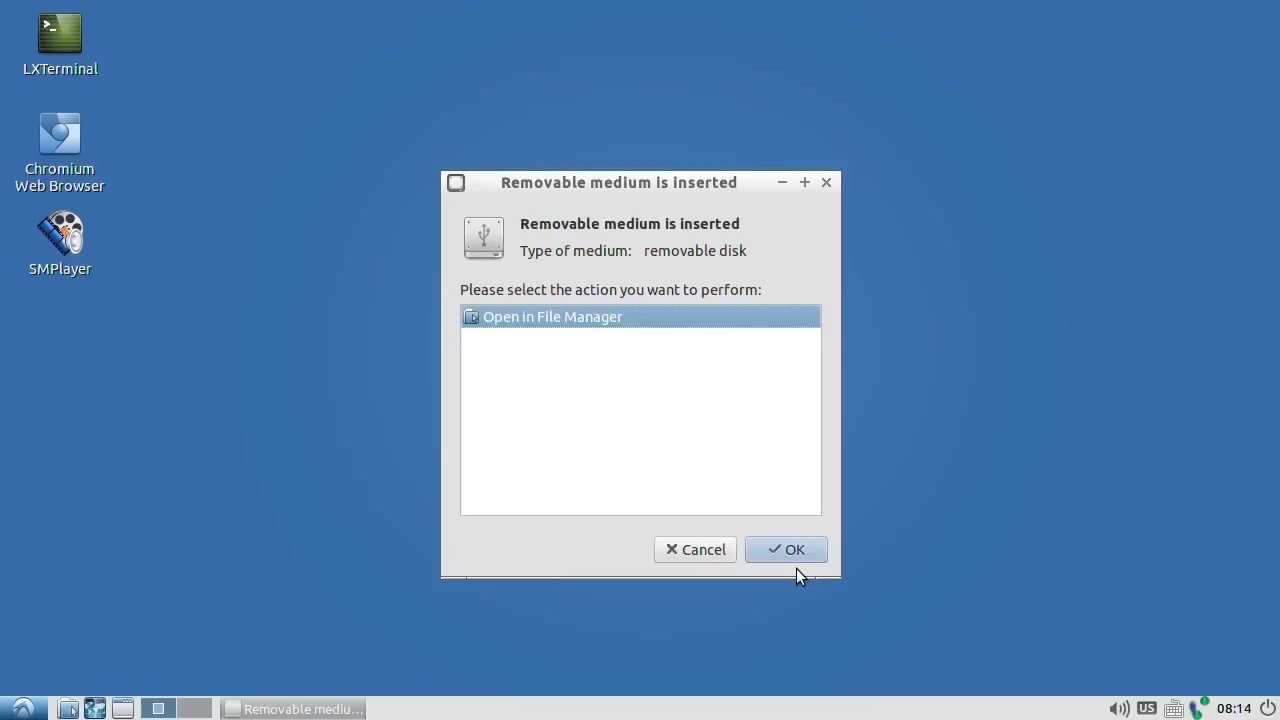 LXTerminal
Chromium
Web Browser
SMPlayer
Removable medium is inserted
Removable medium is inserted
Type of medium: removable disk
Please select the action you want to perform:
Open in File Manager
Cancel
OK
Removable mediu...
US
08:14